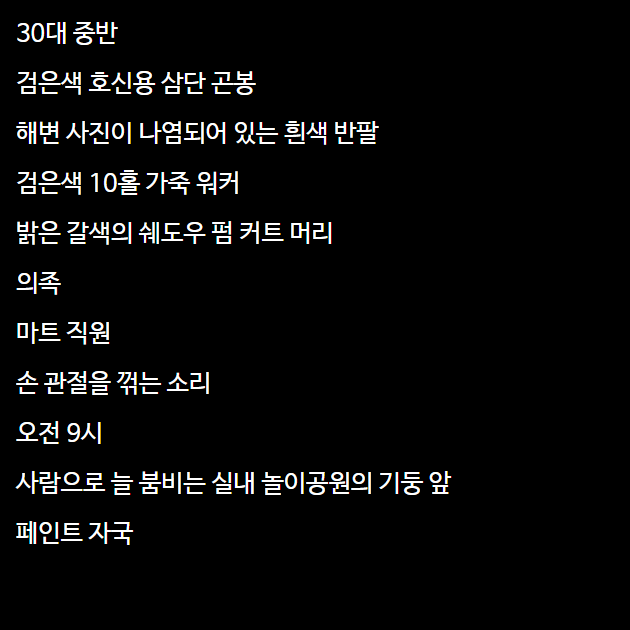 30대 중반
검은색 호신용 삼단 곤봉
해변 사진이 나염되어 있는 흰색 반팔
검은색 10홀 가죽 워커
밝은 갈색의 쉐도우 펌 커트 머리
의족
마트 직원
손 관절을 꺾는 소리
오전 9시
사람으로 늘 붐비는 실내 놀이공원의 기둥 앞
페인트 자국